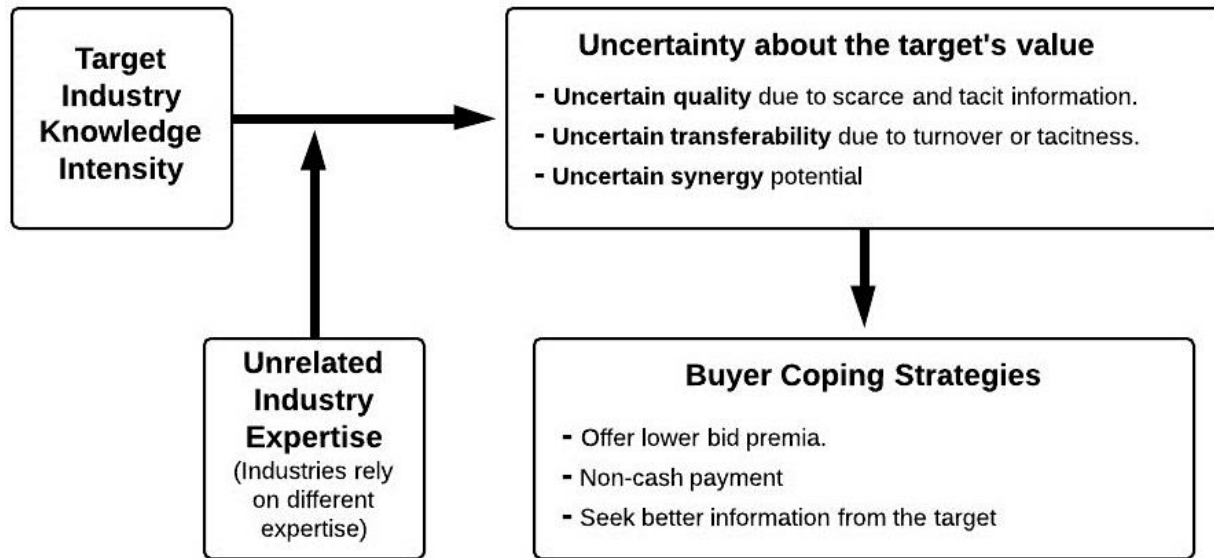 Target
Industry
Knowledge
Intensity
Uncertainty about the target's value
- Uncertain quality due to scarce and tacit information.
- Uncertain transferability due to turnover or tacitness.
- Uncertain synergy potential
Unrelated
Industry
Expertise
(Industries rely
on different
expertise)
Buyer Coping Strategies
- Offer lower bid premia.
- Non-cash payment
- Seek better information from the target